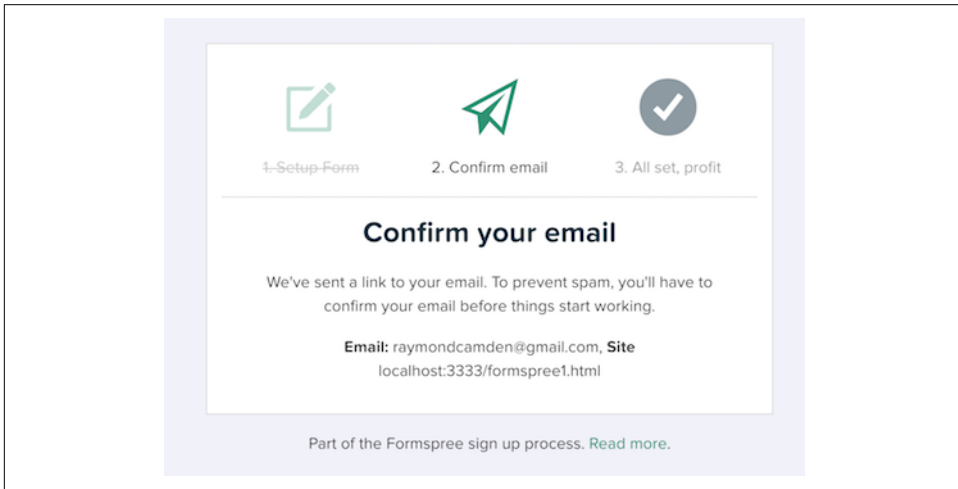 1. Setup Form
2. Confirm email
3. All set, profit
Confirm your email
We've sent a link to your email. To prevent spam, you'll have to
confirm your email before things start working.
Email: raymondcamden@gmail.com, Site
localhost:3333/formspree1.html
Part of the Formspree sign up process. Read more.